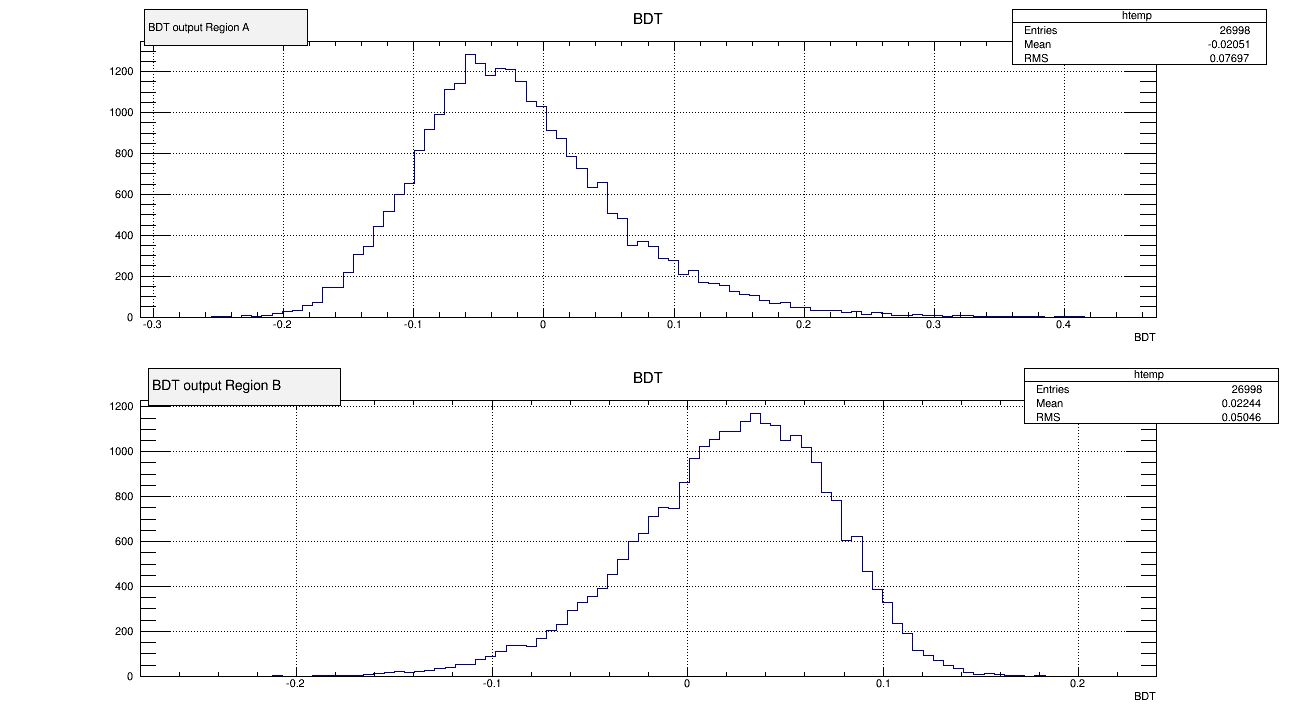 BDT output Region A
BDT
htemp
Entries 26998
Mean -0.02051
RMS 0.07697
1200
1000
800
600
400
200
0
-0.3 -0.2 -0.1 0 0.1 0.2 0.3 0.4
BDT
BDT output Region B
BDT
htemp
Entries 26998
Mean 0.02244
RMS 0.05046
1200
1000
800
600
400
200
0
-0.2 -0.1 0 0.1 0.2
BDT